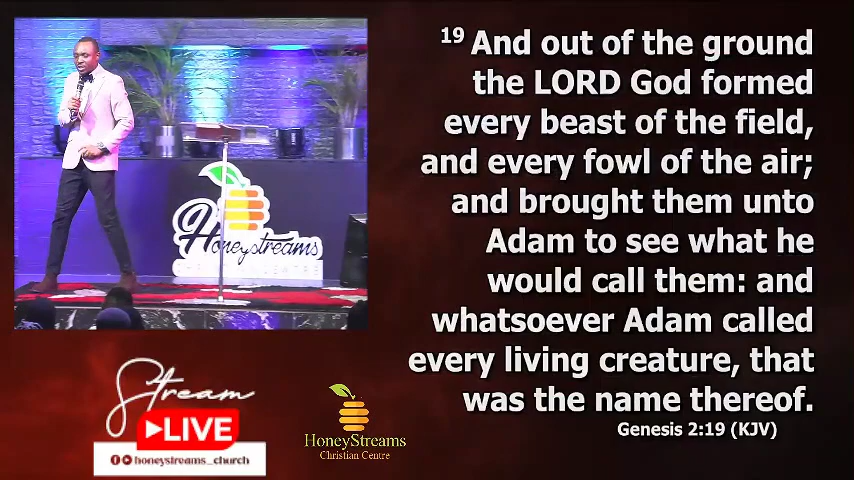 19 And out of the ground
the LORD God formed
every beast of the field,
and every fowl of the air;
and brought them unto
Adam to see what he
would call them: and
whatsoever Adam called
every living creature, that
was the name thereof.
Genesis 2:19 (KJV)
Honeystreams
Stream
LIVE
honeystreams_church
HoneyStreams
Christian Centre